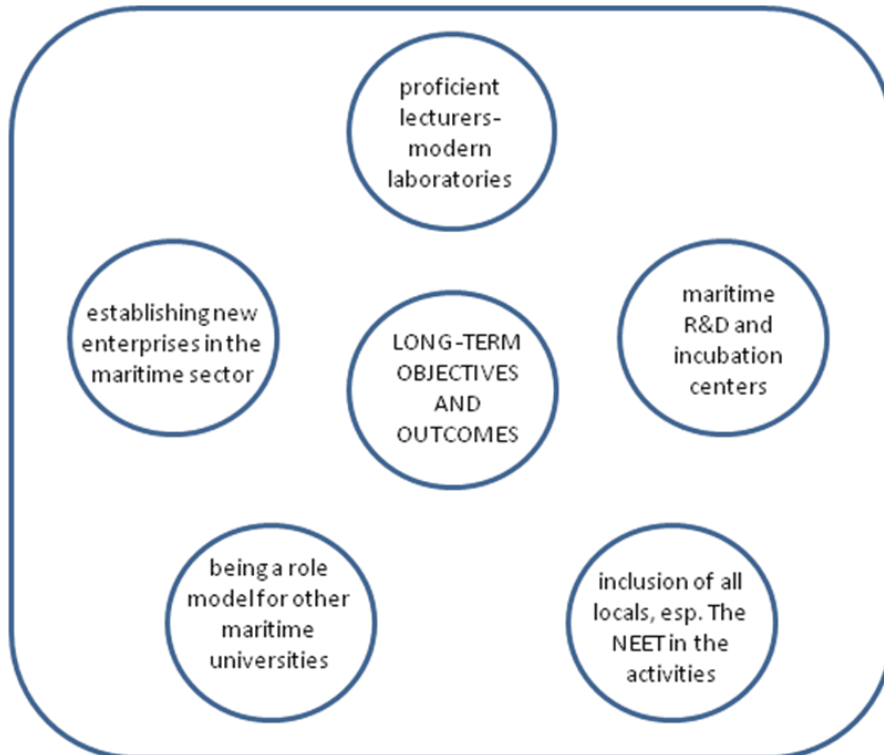 proficient
lecturers-
modern
laboratories
establishing new
enterprises in the
maritime sector
LONG-TERM
OBJECTIVES
AND
OUTCOMES
maritime
R&D and
incubation
centers
being a role
model for other
maritime
universities
inclusion of all
locals, esp. The
NEET in the
activities